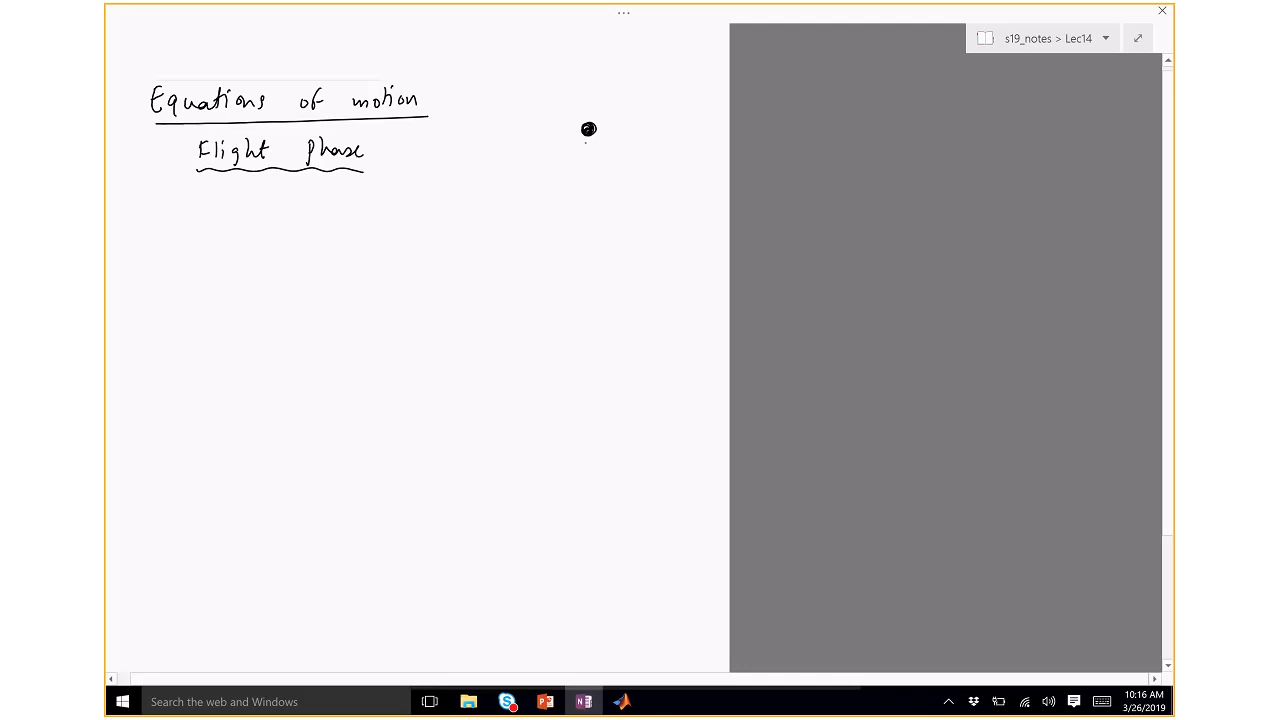 ...
s19_notes > Lec14
Equations of motion
Flight phase
Search the web and Windows
10:16 AM
3/26/2019